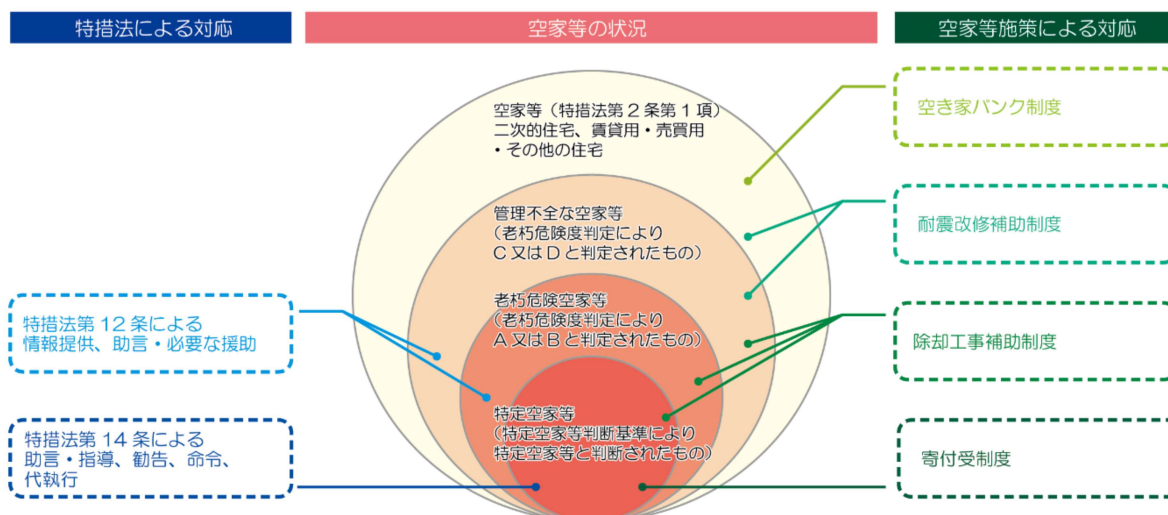 特措法による対応
空家等の状況
空家等施策による対応
空家等（特措法第２条第１項）
二次的住宅、賃貸用・売買用
・その他の住宅
管理不全な空家等
（老朽危険度判定により
Ｃ又はＤと判定されたもの）
老朽危険空家等
（老朽危険度判定により
Ａ又はＢと判定されたもの）
特定空家等
（特定空家等判断基準により
特定空家等と判断されたもの）
特措法第 12 条による
情報提供、助言・必要な援助
特措法第 14 条による
助言・指導、勧告、命令、
代執行
空き家バンク制度
耐震改修補助制度
除却工事補助制度
寄付受制度